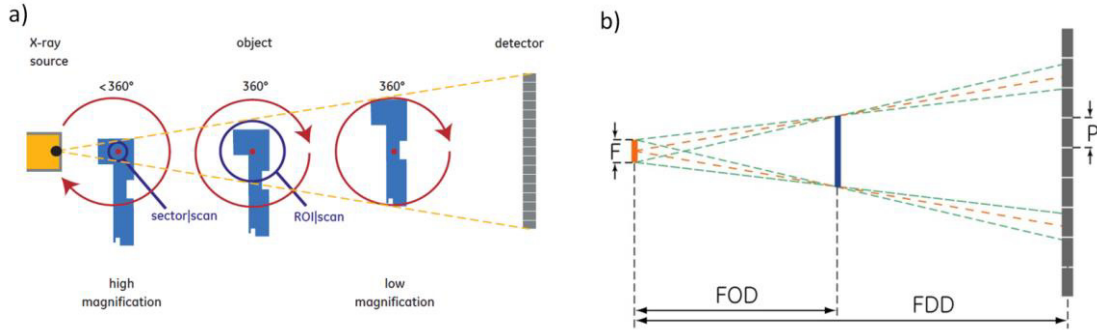 a)
X-ray
source
object
detector
<360°
360°
360°
sector|scan
ROI|scan
high
magnification
low
magnification
b)
F
P
FOD
FDD